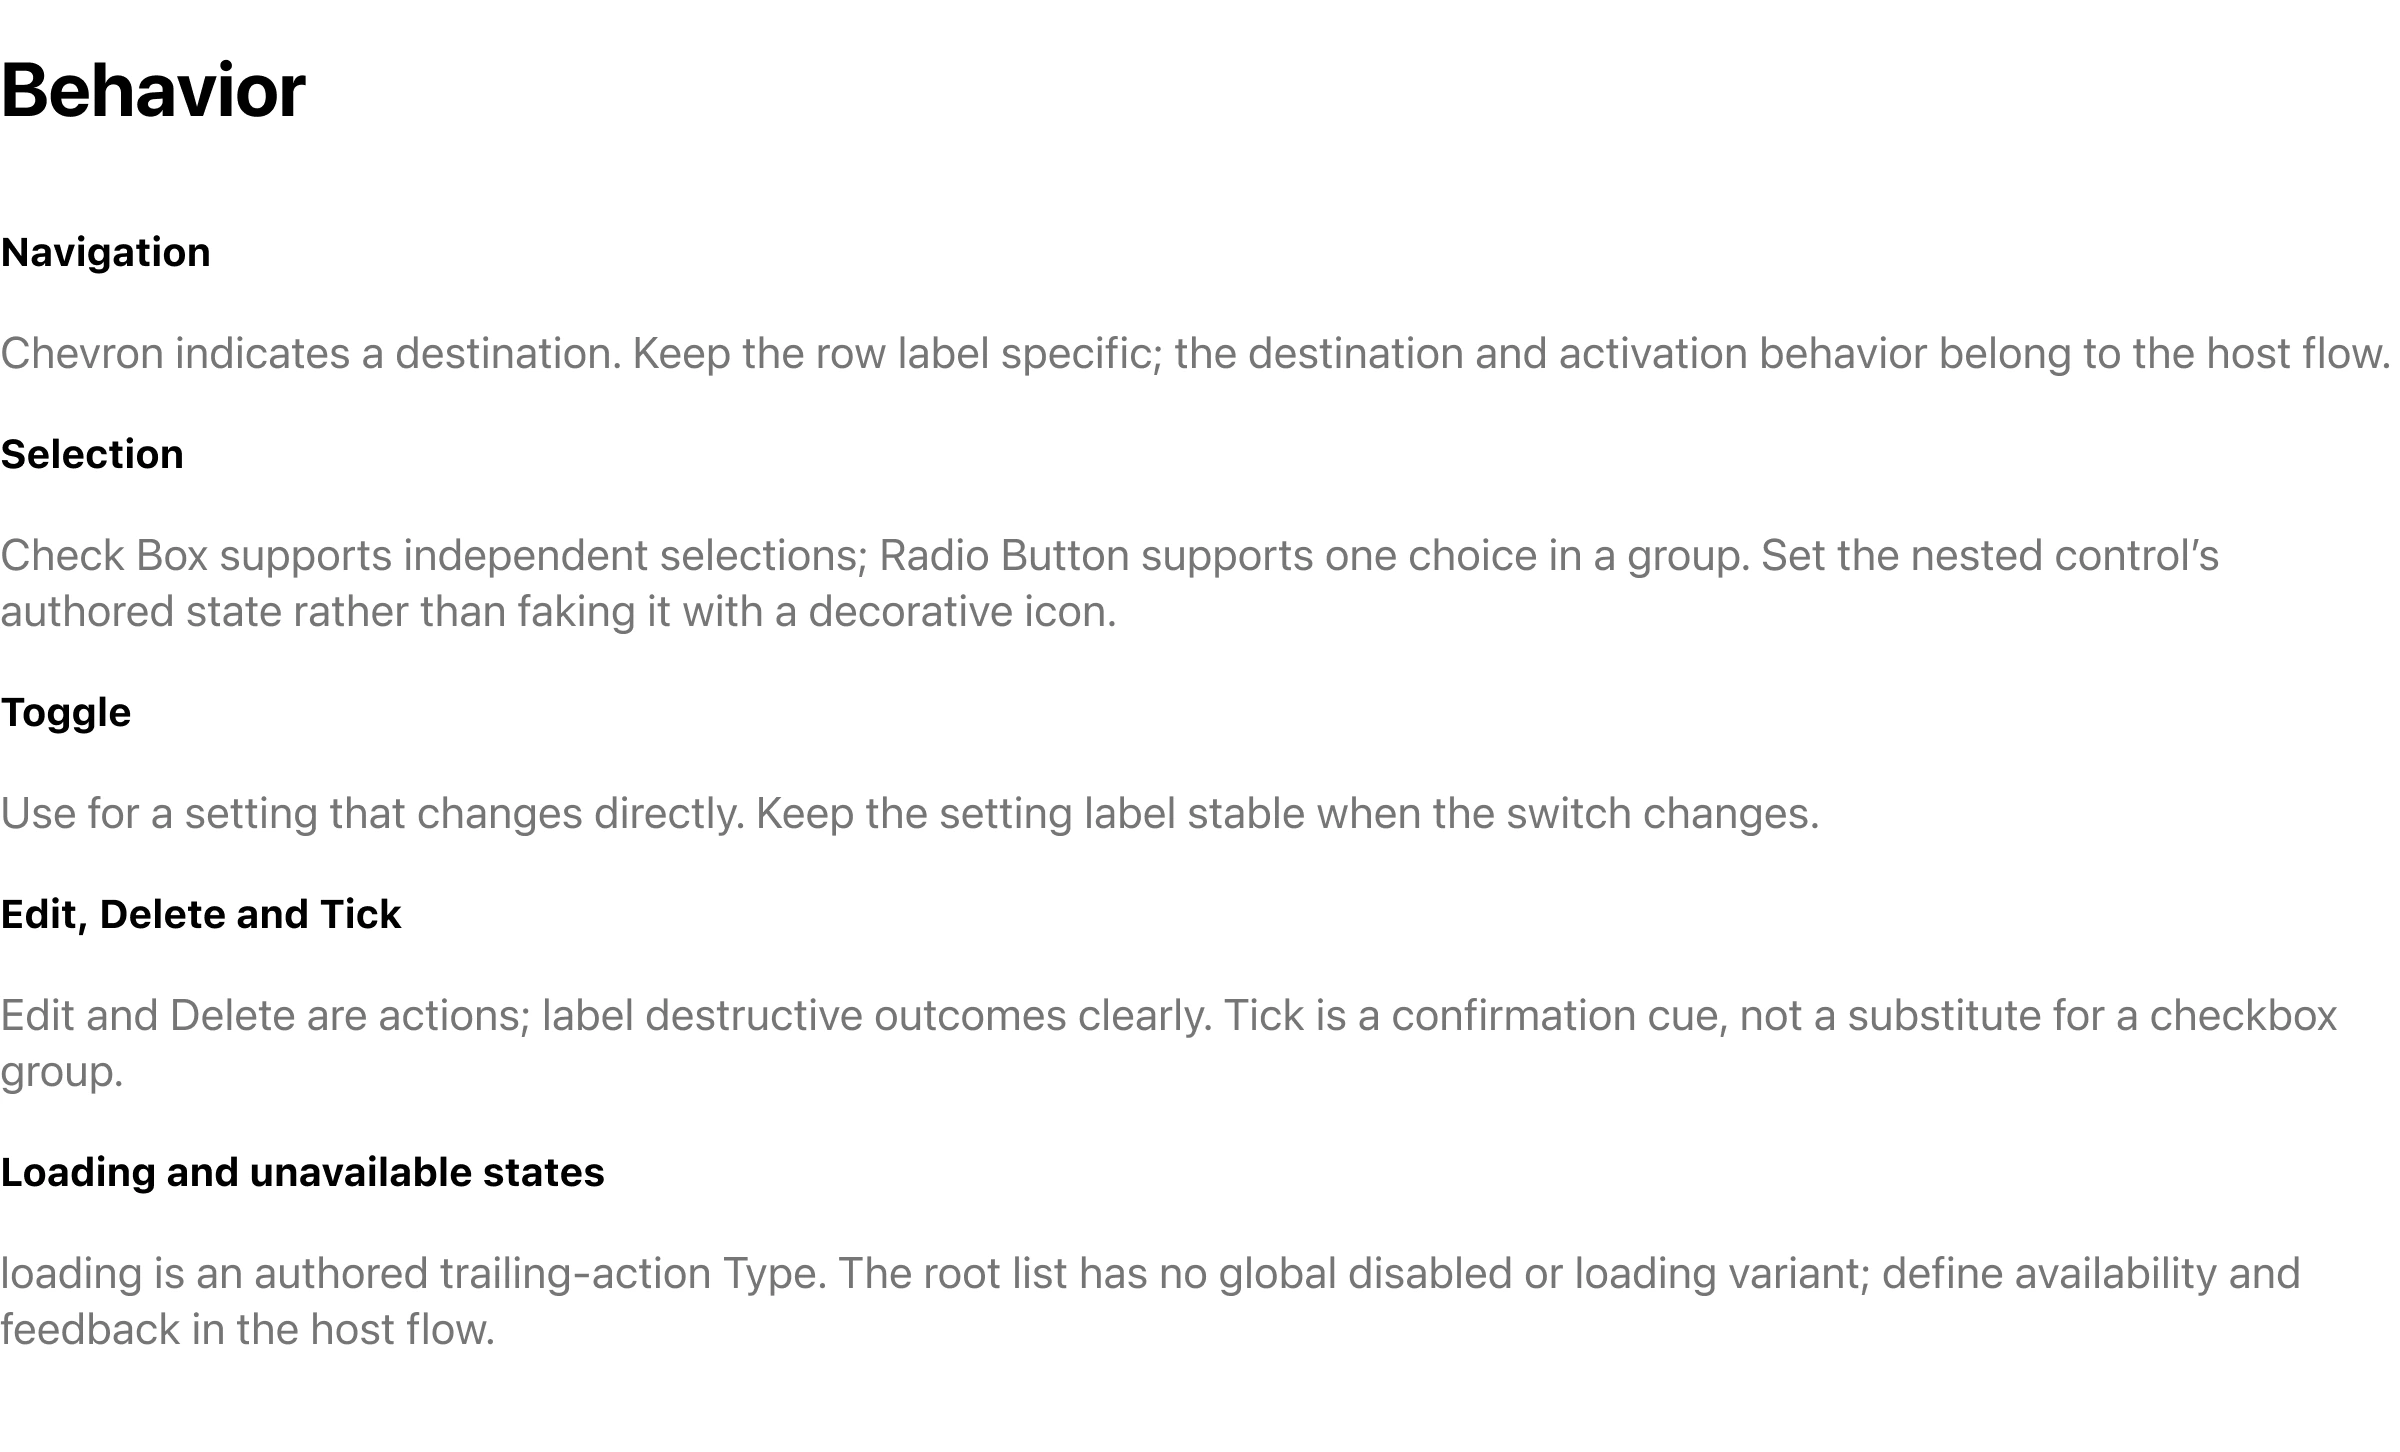 Behavior
Navigation
Chevron indicates a destination. Keep the row label specific; the destination and activation behavior belong to the host flow.
Selection
Check Box supports independent selections; Radio Button supports one choice in a group. Set the nested control’s
authored state rather than faking it with a decorative icon.
Toggle
Use for a setting that changes directly. Keep the setting label stable when the switch changes.
Edit, Delete and Tick
Edit and Delete are actions; label destructive outcomes clearly. Tick is a confirmation cue, not a substitute for a checkbox
group.
Loading and unavailable states
loading is an authored trailing-action Type. The root list has no global disabled or loading variant; define availability and
feedback in the host flow.